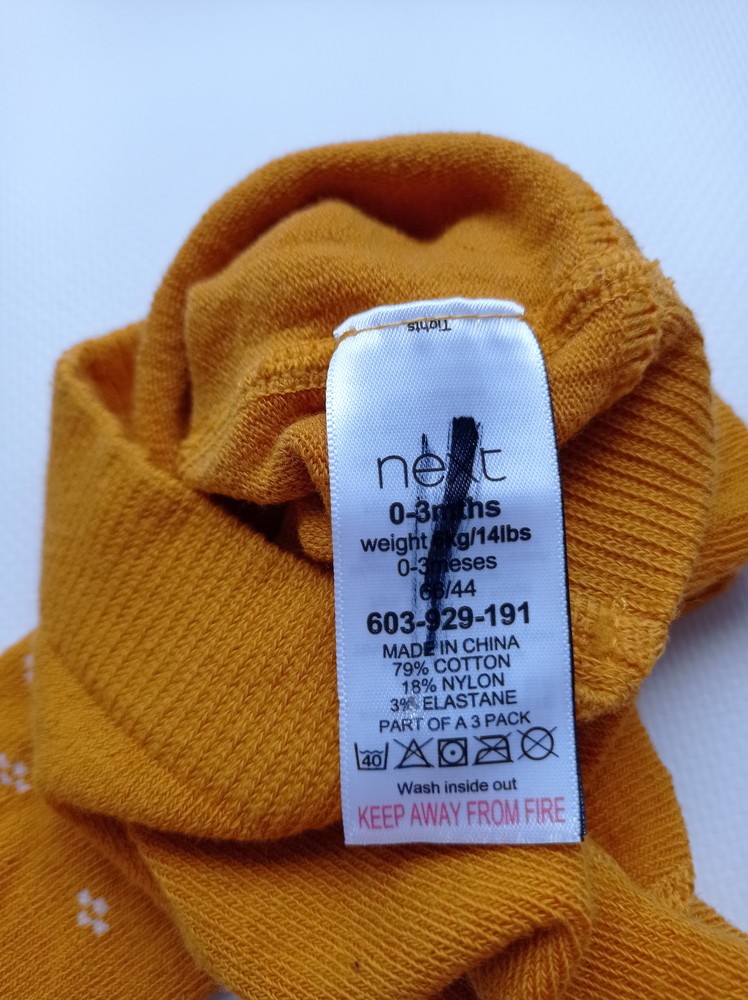 Tights
next
0-3mths
weight 6kg/14lbs
0-3meses
/44
603-929-191
MADE IN CHINA
79% COTTON
18% NYLON
3% ELASTANE
PART OF A 3 PACK
40
Wash inside out
KEEP AWAY FROM FIRE